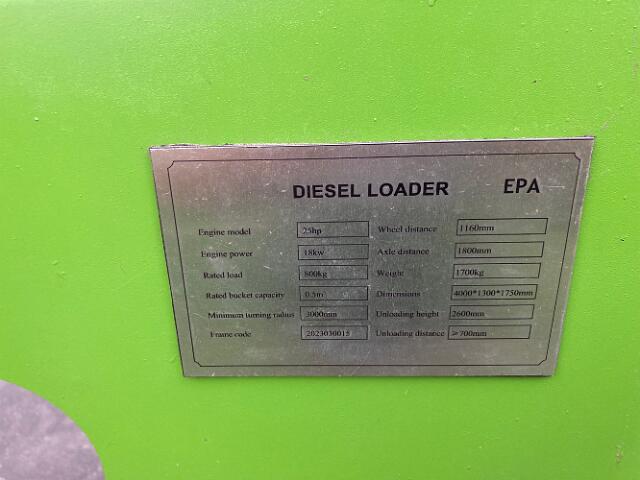 DIESEL LOADER EPA
Engine model 25hp Wheel distance 1160mm
Engine power 18kw Axle distance 1800mm
Rated load 800kg Weight 1700kg
Rated bucket capacity 0.5m Dimensions 4000*1300*1750mm
Minimum turning radius 3000mm Unloading height 2600mm
Frame code 2023030015 Unloading distance ≥700mm